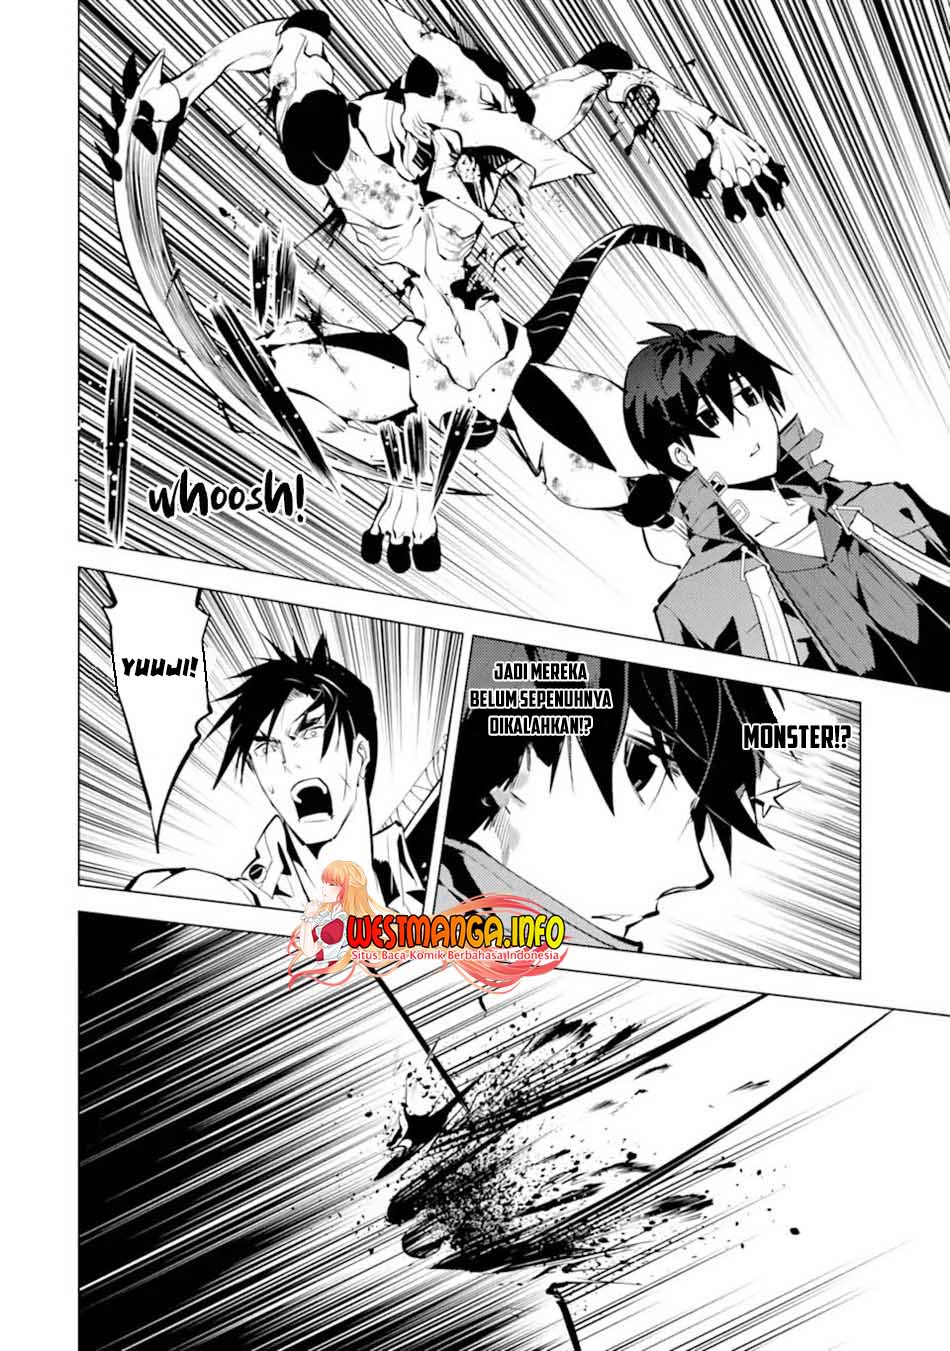 whoosh!
MONSTER!?
JADI MEREKA
BELUM SEPENUHNYA
DIKALAHKAN!?
YUUJI!
WESTMANGA.INFO
Situs Baca Komik Berbahasa Indonesia